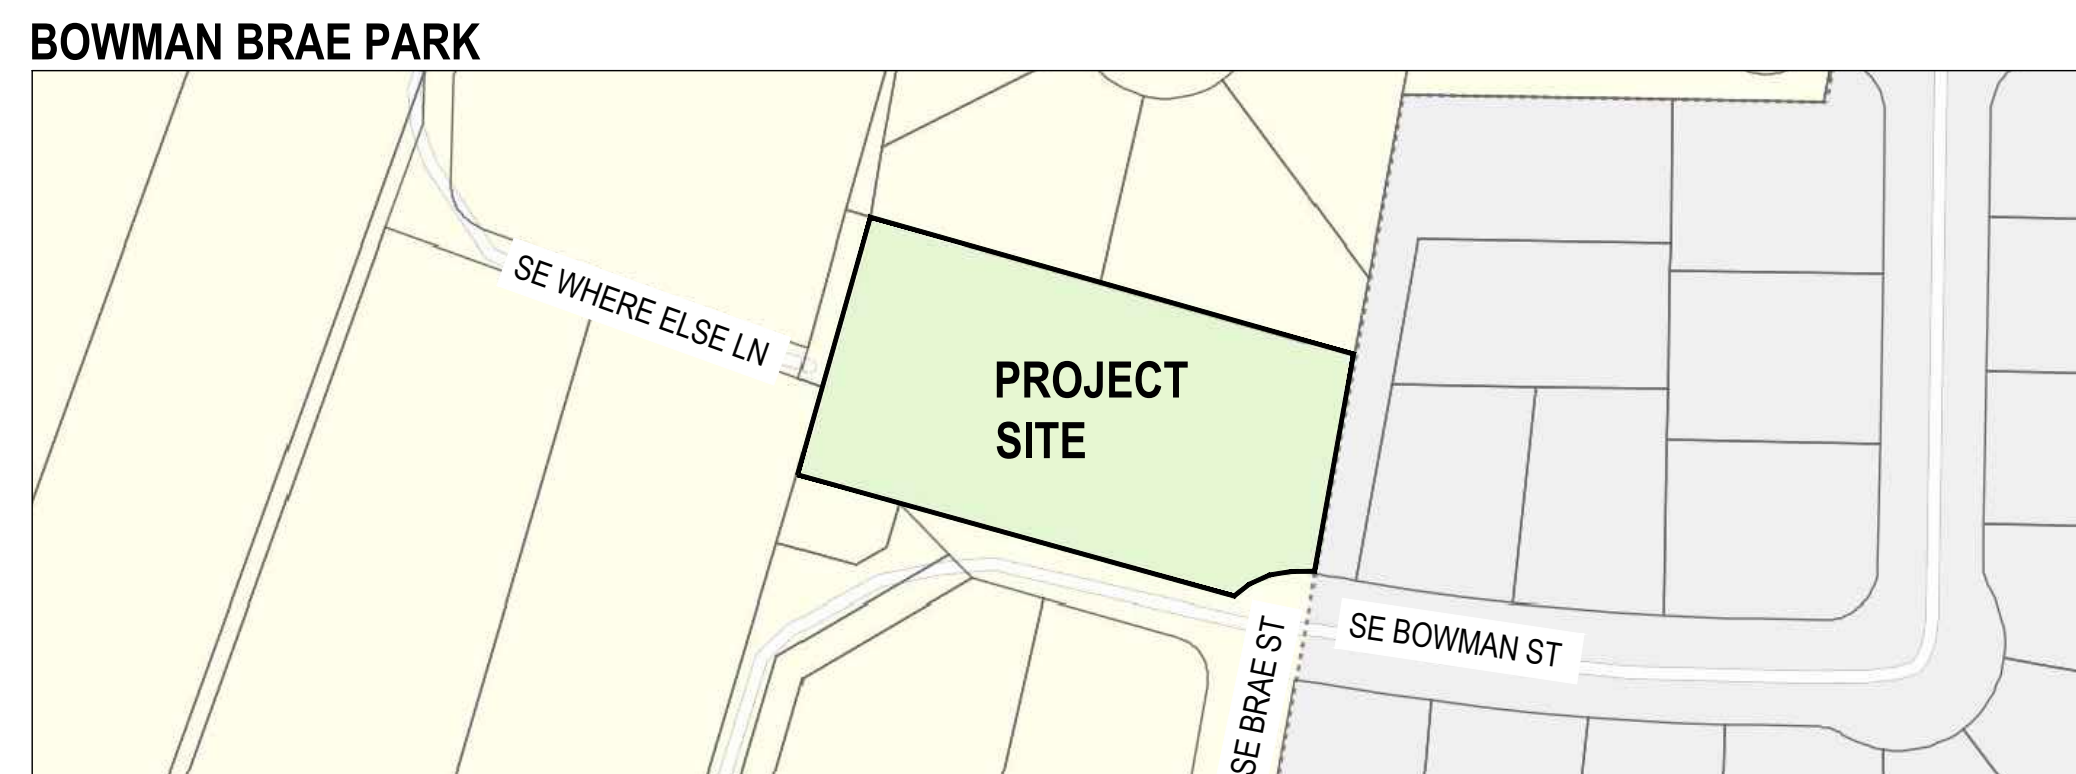 BOWMAN BRAE PARK
SE WHERE ELSE LN
PROJECT
SITE
SE BOWMAN ST
SE BRAE ST